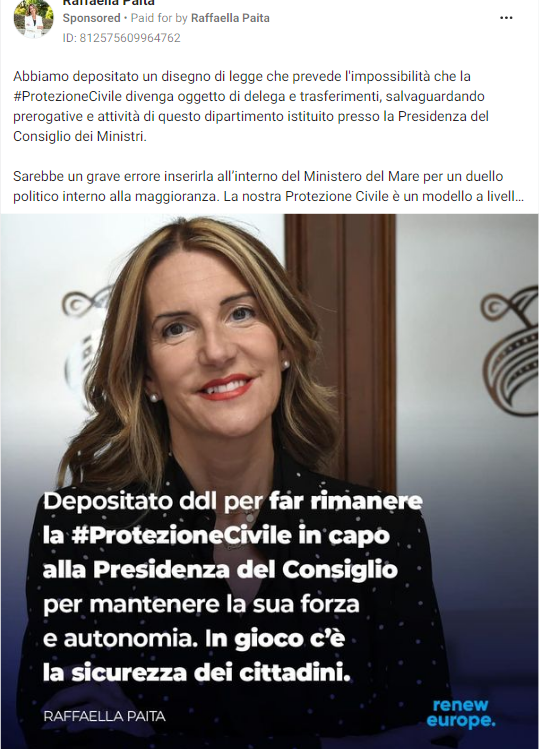 Raffaella Paita
Sponsored • Paid for by Raffaella Paita
ID: 812575609964762
Abbiamo depositato un disegno di legge che prevede l'impossibilità che la
#ProtezioneCivile divenga oggetto di delega e trasferimenti, salvaguardando
prerogative e attività di questo dipartimento istituito presso la Presidenza del
Consiglio dei Ministri.
Sarebbe un grave errore inserirla all'interno del Ministero del Mare per un duello
politico interno alla maggioranza. La nostra Protezione Civile è un modello a livell...
Depositato ddl per far rimanere
la #ProtezioneCivile in capo
alla Presidenza del Consiglio
per mantenere la sua forza
e autonomia. In gioco c'è
la sicurezza dei cittadini.
RAFFAELLA PAITA
renew
europe.